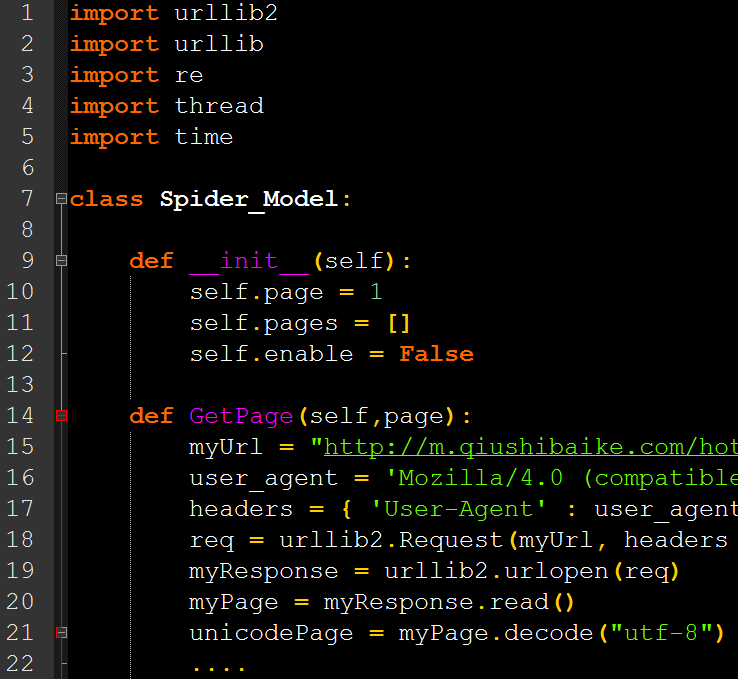 1 import urllib2
2 import urllib
3 import re
4 import thread
5 import time
6
7 class Spider_Model:
8
9     def __init__(self):
10         self.page = 1
11         self.pages = []
12         self.enable = False
13
14     def GetPage(self,page):
15         myUrl = "http://m.qiushibaike.com/hot
16         user_agent = 'Mozilla/4.0 (compatible
17         headers = { 'User-Agent' : user_agent
18         req = urllib2.Request(myUrl, headers
19         myResponse = urllib2.urlopen(req)
20         myPage = myResponse.read()
21         unicodePage = myPage.decode("utf-8")
22         ....